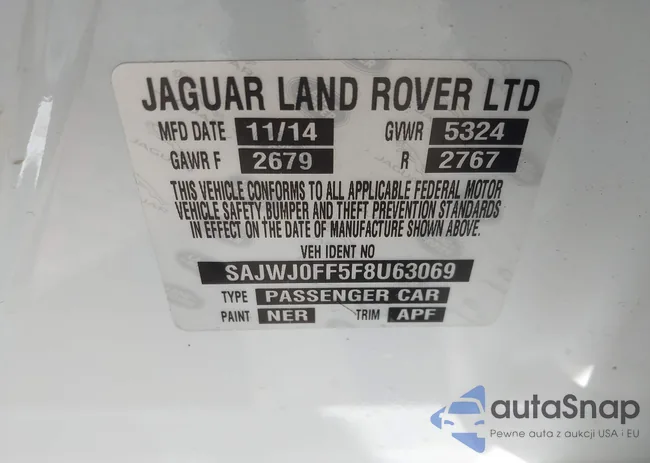 JAGUAR LAND ROVER LTD
MFD DATE 11/14 GVWR 5324
GAWR F 2679 R 2767
THIS VEHICLE CONFORMS TO ALL APPLICABLE FEDERAL MOTOR
VEHICLE SAFETY, BUMPER AND THEFT PREVENTION STANDARDS
IN EFFECT ON THE DATE OF MANUFACTURE SHOWN ABOVE.
VEH IDENT NO
SAJWJ0FF5F8U63069
TYPE PASSENGER CAR
PAINT NER TRIM APF
autaSnap
Pewne auta z aukcji USA i EU